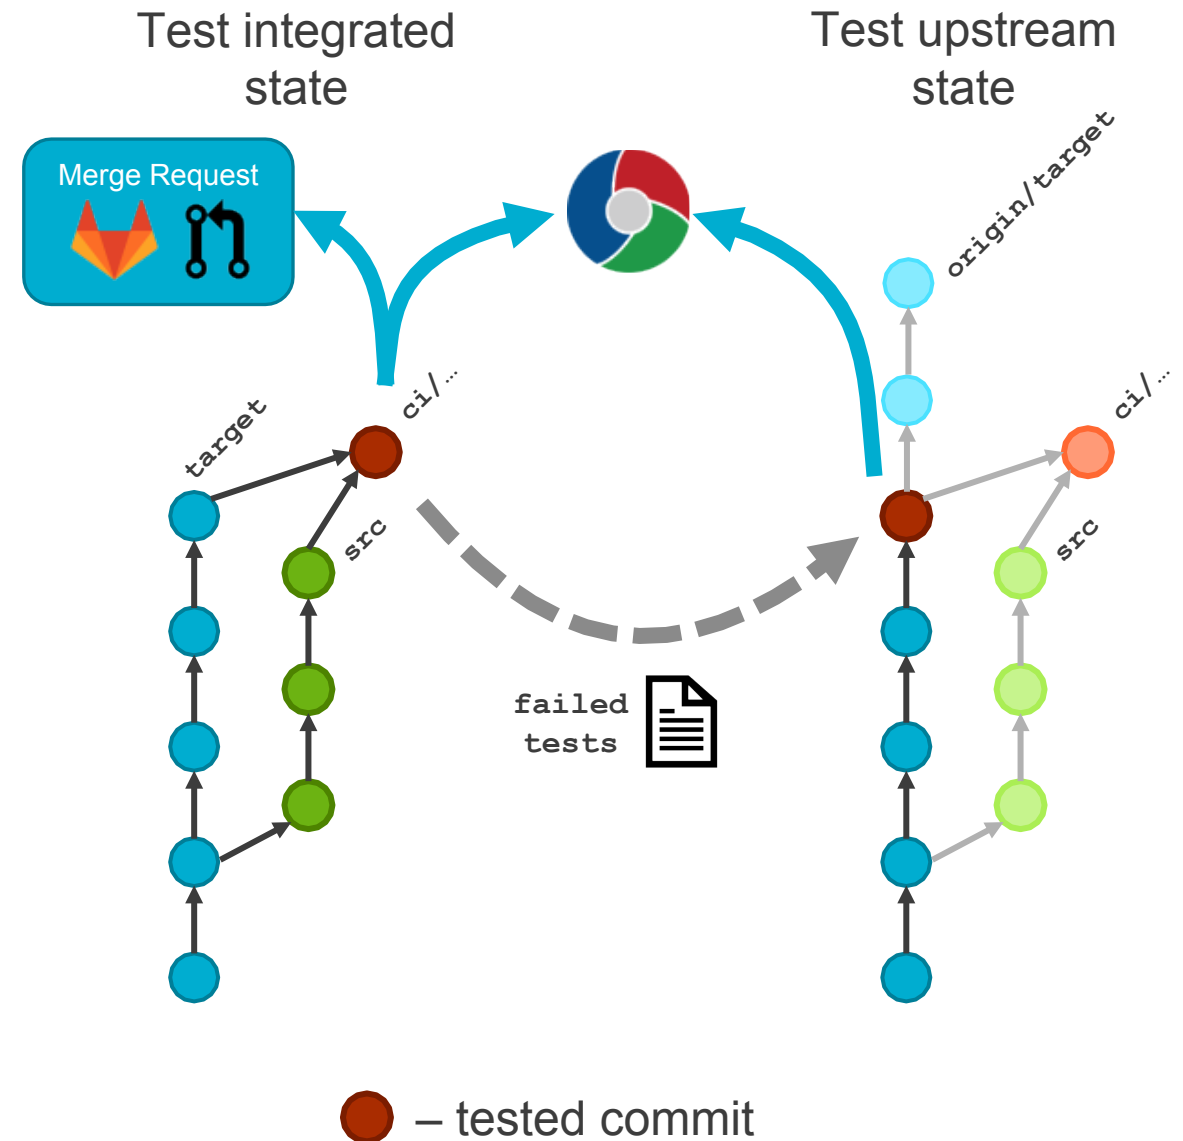 Test integrated
state
Test upstream
state
Merge Request
origin/target
target
ci/…
ci/…
src
src
failed
tests
– tested commit